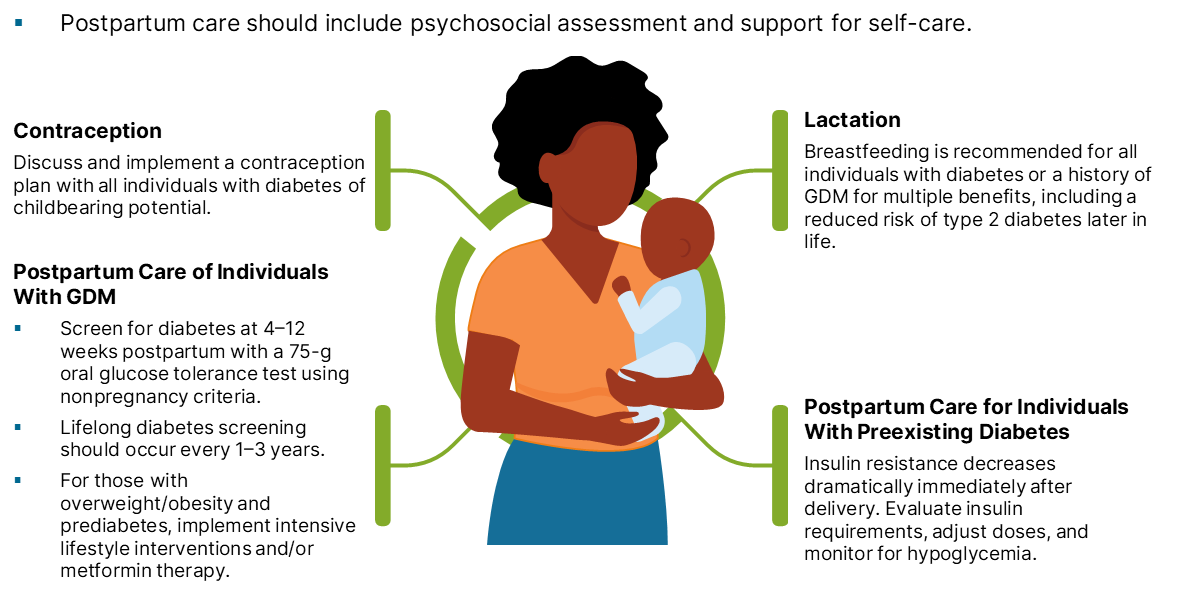 ▪ Postpartum care should include psychosocial assessment and support for self-care.
Contraception
Discuss and implement a contraception
plan with all individuals with diabetes of
childbearing potential.
Postpartum Care of Individuals
With GDM
▪ Screen for diabetes at 4–12
weeks postpartum with a 75-g
oral glucose tolerance test using
nonpregnancy criteria.
▪ Lifelong diabetes screening
should occur every 1–3 years.
▪ For those with
overweight/obesity and
prediabetes, implement intensive
lifestyle interventions and/or
metformin therapy.
Lactation
Breastfeeding is recommended for all
individuals with diabetes or a history of
GDM for multiple benefits, including a
reduced risk of type 2 diabetes later in
life.
Postpartum Care for Individuals
With Preexisting Diabetes
Insulin resistance decreases
dramatically immediately after
delivery. Evaluate insulin
requirements, adjust doses, and
monitor for hypoglycemia.